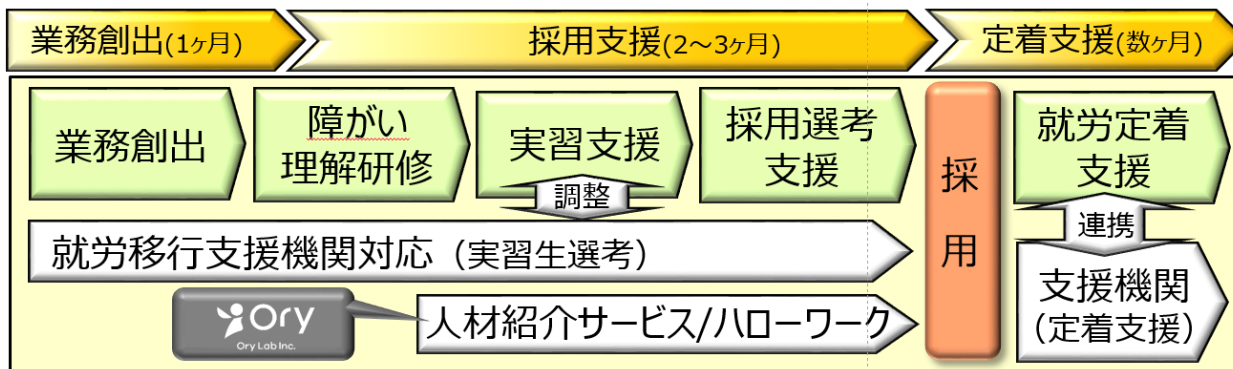 業務創出(1ヶ月)
採用支援(2～3ヶ月)
定着支援(数ヶ月)
業務創出
障がい
理解研修
実習支援
採用選考
支援
採用
就労定着
支援
調整
連携
就労移行支援機関対応（実習生選考）
支援機関
（定着支援）
Ory
Ory Lab Inc.
人材紹介サービス/ハローワーク